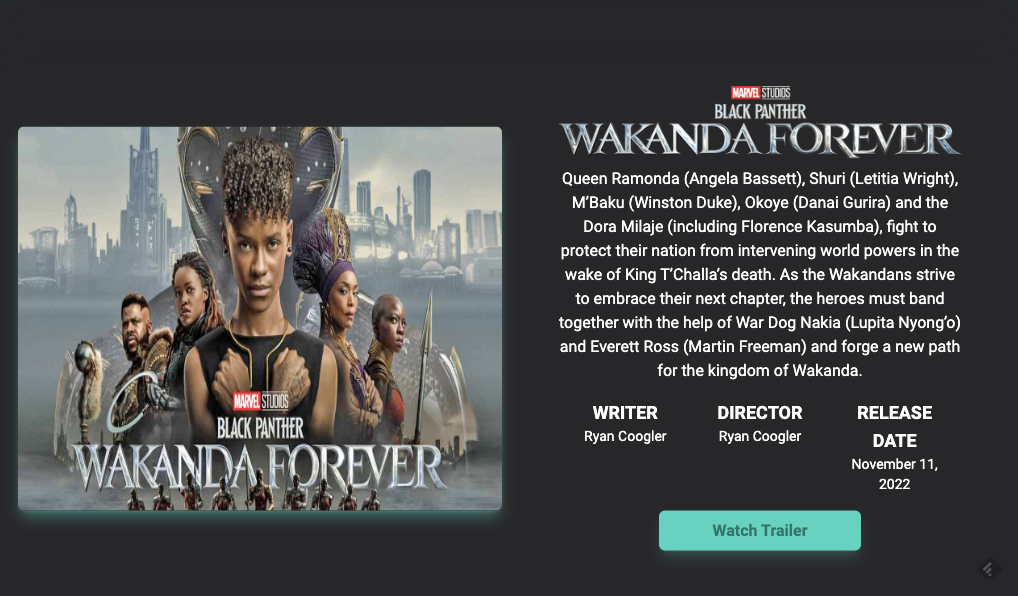 MARVEL STUDIOS
BLACK PANTHER
WAKANDA FOREVER
MARVEL STUDIOS
BLACK PANTHER
WAKANDA FOREVER
Queen Ramonda (Angela Bassett), Shuri (Letitia Wright),
M’Baku (Winston Duke), Okoye (Danai Gurira) and the
Dora Milaje (including Florence Kasumba), fight to
protect their nation from intervening world powers in the
wake of King T’Challa’s death. As the Wakandans strive
to embrace their next chapter, the heroes must band
together with the help of War Dog Nakia (Lupita Nyong’o)
and Everett Ross (Martin Freeman) and forge a new path
for the kingdom of Wakanda.
WRITER
Ryan Coogler
DIRECTOR
Ryan Coogler
RELEASE
DATE
November 11,
2022
Watch Trailer